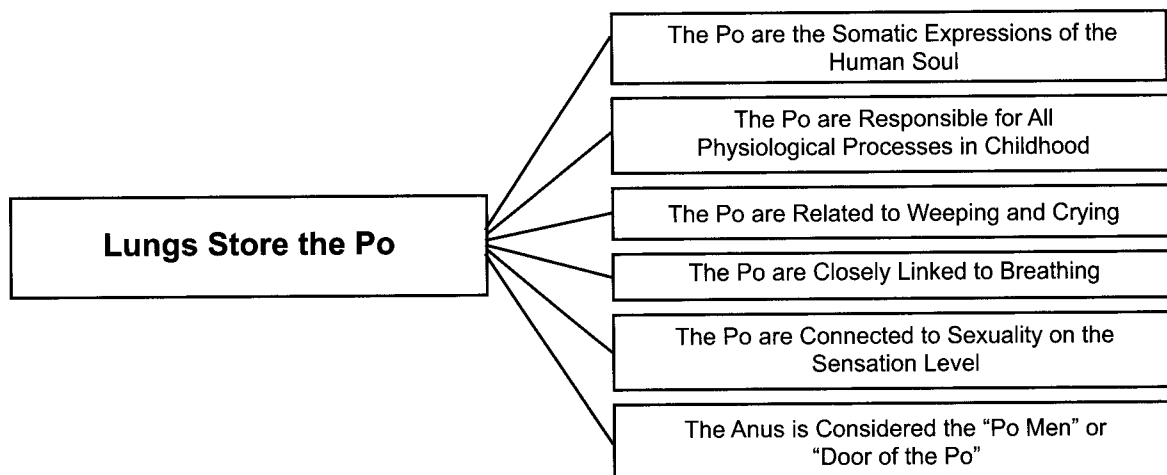 Lungs Store the Po
The Po are the Somatic Expressions of the
Human Soul
The Po are Responsible for All
Physiological Processes in Childhood
The Po are Related to Weeping and Crying
The Po are Closely Linked to Breathing
The Po are Connected to Sexuality on the
Sensation Level
The Anus is Considered the “Po Men” or
“Door of the Po”